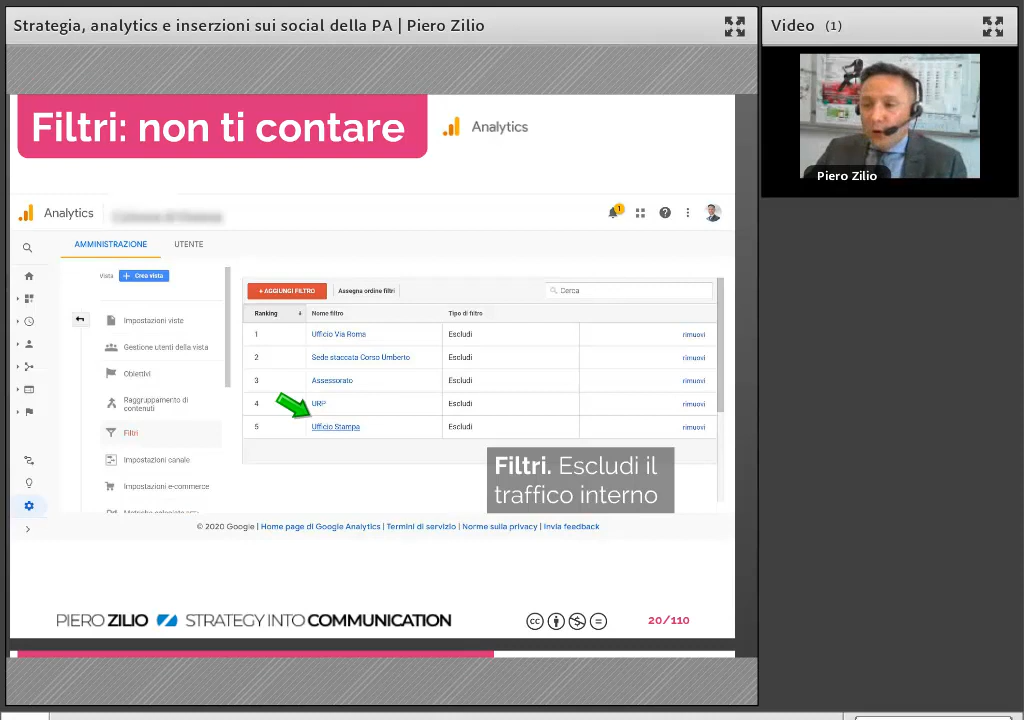 Strategia, analytics e inserzioni sui social della PA | Piero Zilio
Video (1)
Piero Zilio
Filtri: non ti contare
Analytics
Analytics
1
AMMINISTRAZIONE UTENTE
Vista + Crea vista
Impostazioni viste
Gestione utenti della vista
Obiettivi
Raggruppamento di
contenuti
Filtri
Impostazioni canale
Impostazioni e-commerce
+ AGGIUNGI FILTRO Assegna ordine filtri Cerca
Ranking Nome filtro Tipo di filtro
1 Ufficio Via Roma Escludi rimuovi
2 Sede staccata Corso Umberto Escludi rimuovi
3 Assessorato Escludi rimuovi
4 URP Escludi rimuovi
5 Ufficio Stampa Escludi rimuovi
Filtri. Escludi il
traffico interno
© 2020 Google | Home page di Google Analytics | Termini di servizio | Norme sulla privacy | Invia feedback
PIERO ZILIO STRATEGY INTO COMMUNICATION
cc
20/110